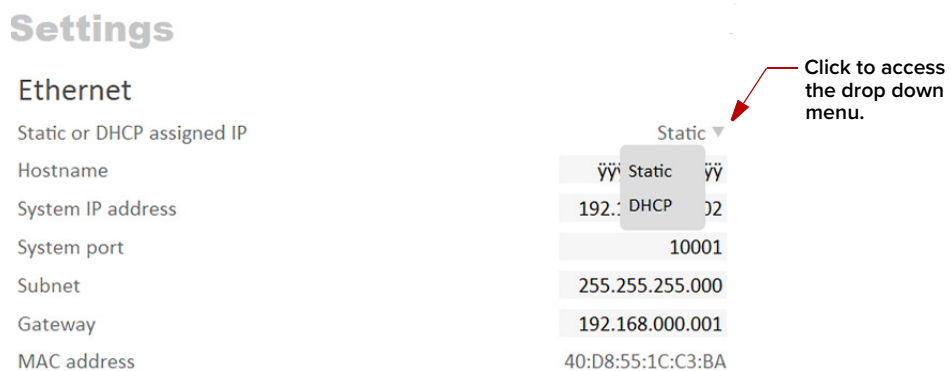 Settings
Click to access
the drop down
menu.
Ethernet
Static or DHCP assigned IP Static
Hostname
Static
System IP address
DHCP
System port 10001
Subnet 255.255.255.000
Gateway 192.168.000.001
MAC address 40:D8:55:1C:C3:BA